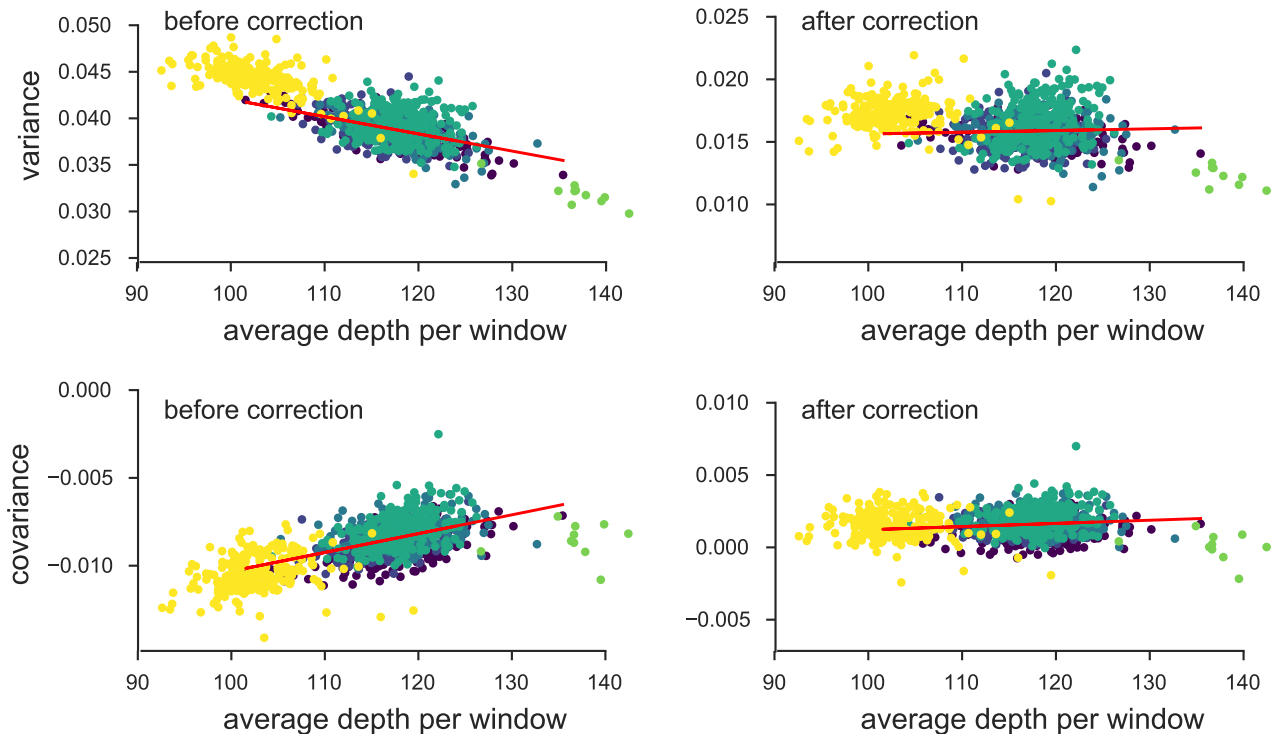 before correction
0.050
0.045
0.040
0.035
0.030
0.025
variance
90 100 110 120 130 140
average depth per window
after correction
0.025
0.020
0.015
0.010
90 100 110 120 130 140
average depth per window
before correction
0.000
−0.005
−0.010
covariance
90 100 110 120 130 140
average depth per window
after correction
0.010
0.005
0.000
−0.005
90 100 110 120 130 140
average depth per window